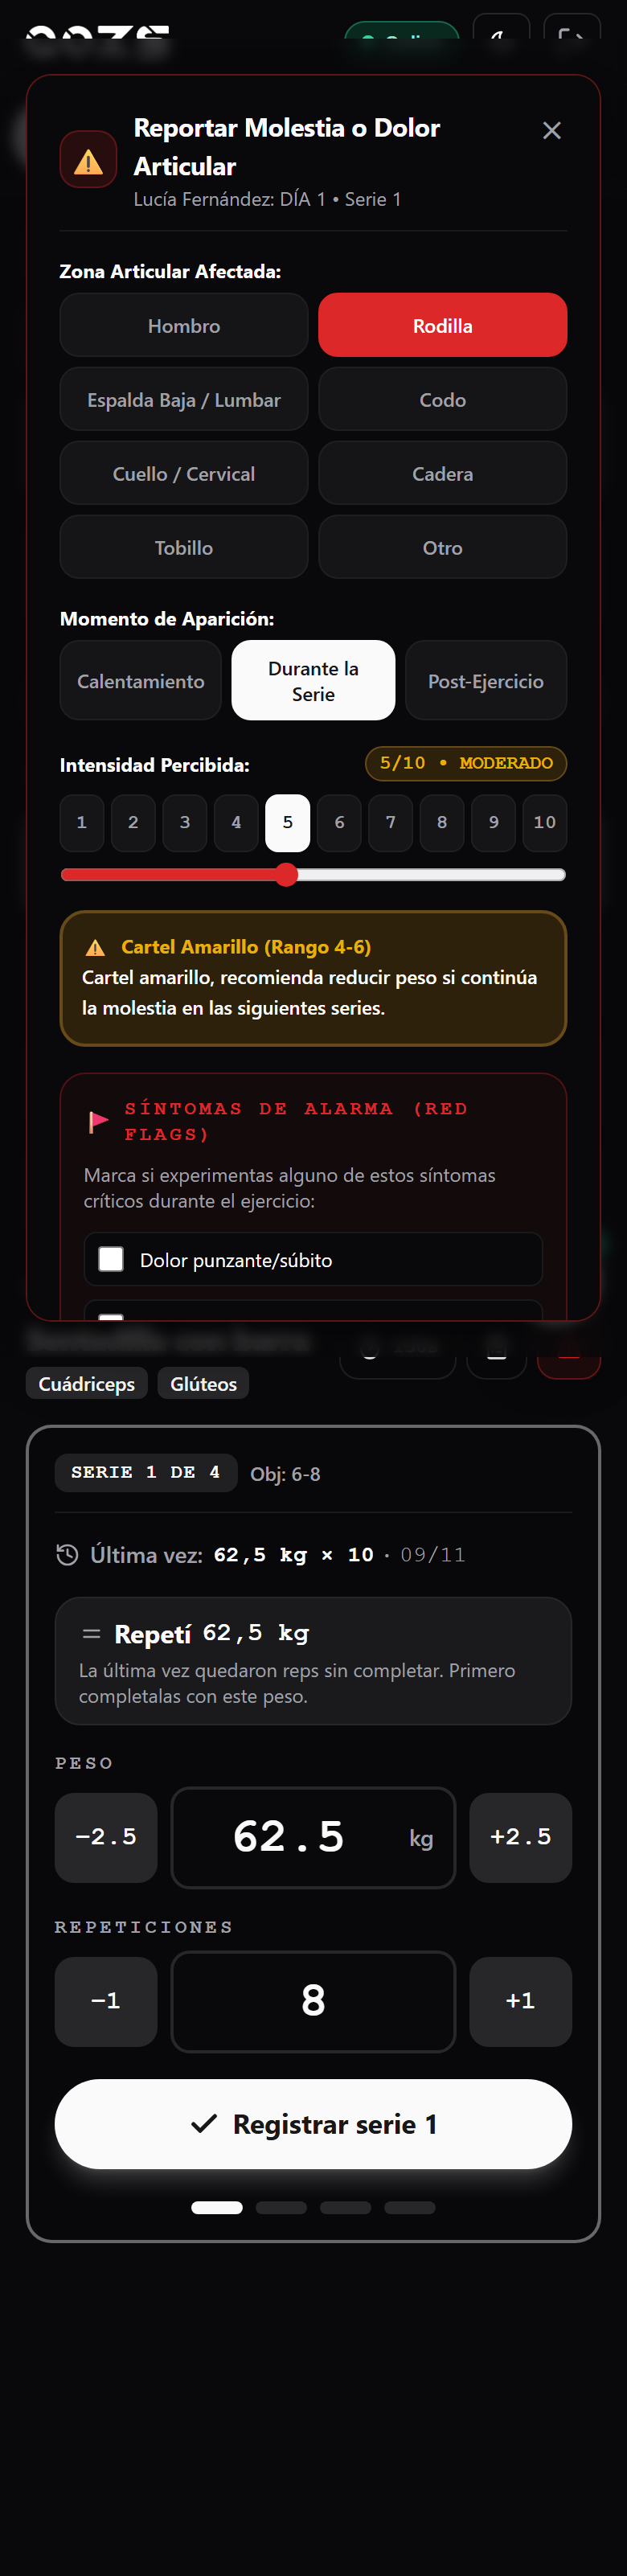 Reportar Molestia o Dolor
Articular
Lucía Fernández: DÍA 1 • Serie 1
Zona Articular Afectada:
Hombro
Rodilla
Espalda Baja / Lumbar
Codo
Cuello / Cervical
Cadera
Tobillo
Otro
Momento de Aparición:
Calentamiento
Durante la
Serie
Post-Ejercicio
Intensidad Percibida:
5/10 • MODERADO
1 2 3 4 5 6 7 8 9 10
Cartel Amarillo (Rango 4-6)
Cartel amarillo, recomienda reducir peso si continúa
la molestia en las siguientes series.
SÍNTOMAS DE ALARMA (RED
FLAGS)
Marca si experimentas alguno de estos síntomas
críticos durante el ejercicio:
Dolor punzante/súbito
Cuádriceps
Glúteos
SERIE 1 DE 4
Obj: 6-8
Última vez: 62,5 kg × 10 · 09/11
= Repetí 62,5 kg
La última vez quedaron reps sin completar. Primero
completalas con este peso.
PESO
−2.5
62.5 kg
+2.5
REPETICIONES
−1
8
+1
Registrar serie 1